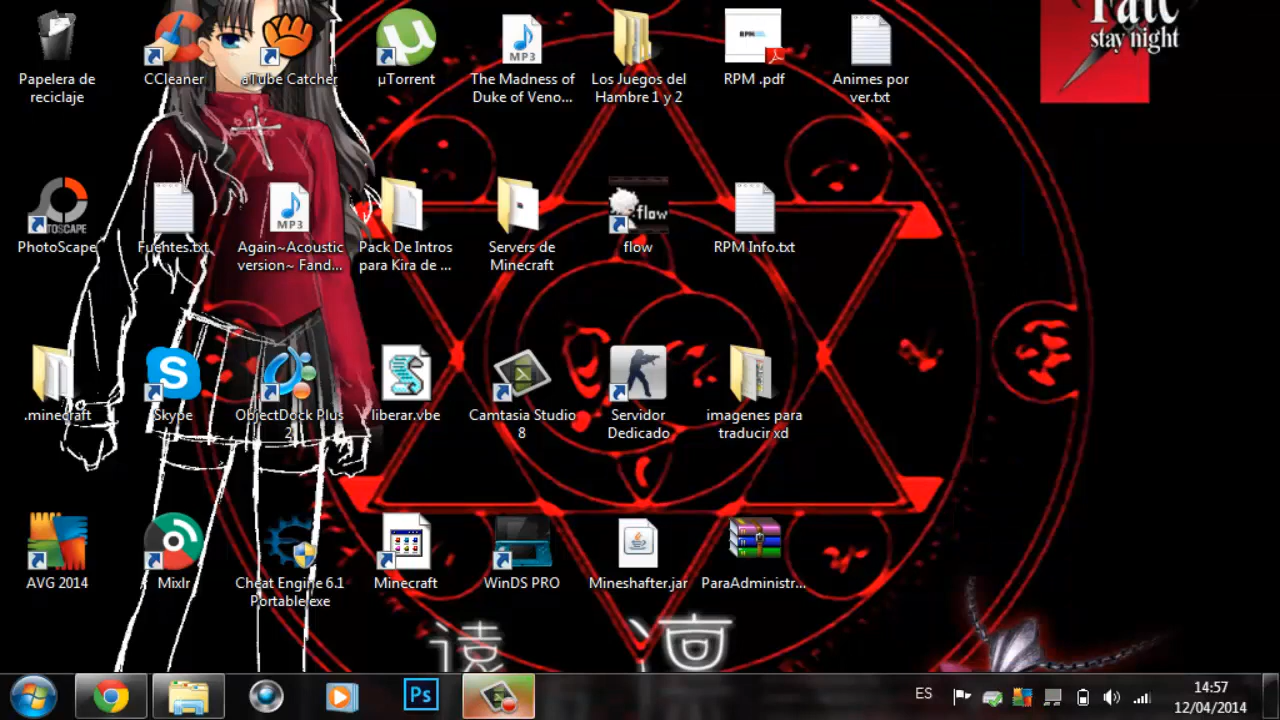 Fate
stay night
Papelera de
reciclaje
CCleaner
aTube Catcher
µTorrent
MP3
The Madness of
Duke of Veno...
Los Juegos del
Hambre 1 y 2
RPM
RPM .pdf
Animes por
ver.txt
TOSCAPE
PhotoScape
Fuentes.txt
MP3
Again~Acoustic
version~ Fand...
Pack De Intros
para Kira de ...
Servers de
Minecraft
flow
flow
RPM Info.txt
.minecraft
Skype
ObjectDock Plus
2
liberar.vbe
Camtasia Studio
8
Servidor
Dedicado
imagenes para
traducir xd
AVG 2014
Mixlr
Cheat Engine 6.1
Portable.exe
Minecraft
WinDS PRO
Mineshafter.jar
ParaAdministr...
遠
Ps
ES
14:57
12/04/2014